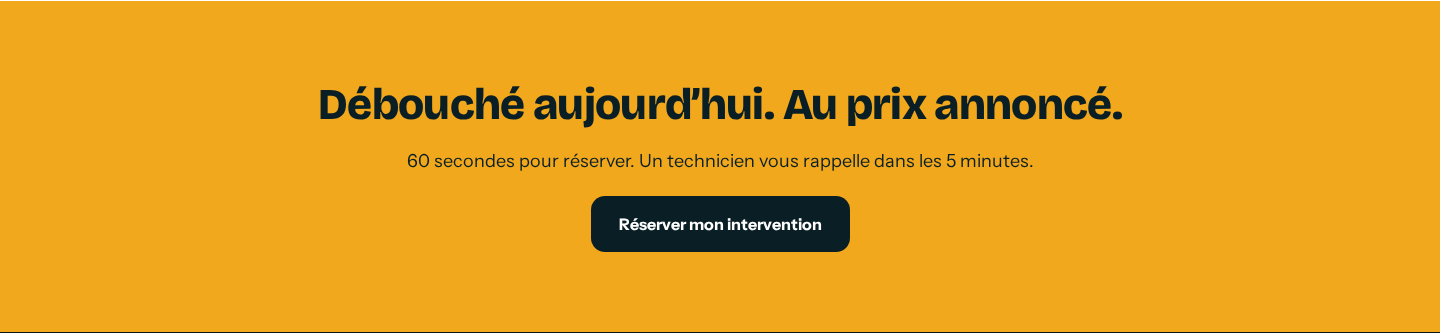 Débouché aujourd’hui. Au prix annoncé.
60 secondes pour réserver. Un technicien vous rappelle dans les 5 minutes.
Réserver mon intervention